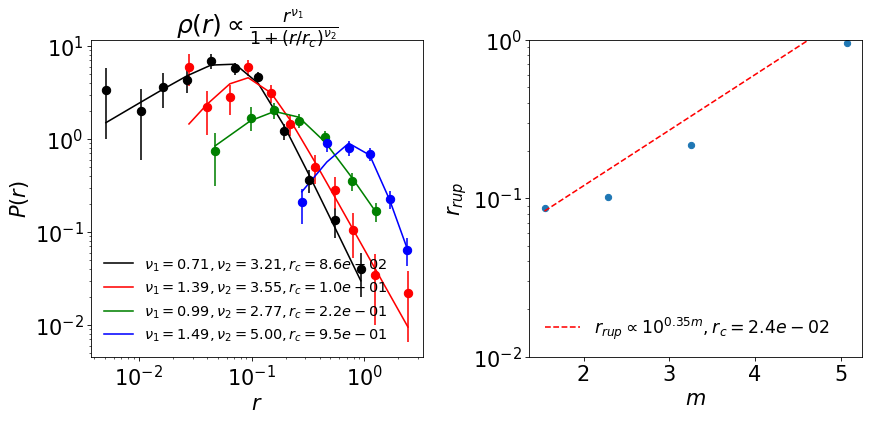 ρ(r) ∝ r^ν₁ / 1 + (r/r_c)^ν₂
P(r)
10^1
10^0
10^−1
10^−2
ν₁ = 0.71, ν₂ = 3.21, r_c = 8.6e − 02
ν₁ = 1.39, ν₂ = 3.55, r_c = 1.0e − 01
ν₁ = 0.99, ν₂ = 2.77, r_c = 2.2e − 01
ν₁ = 1.49, ν₂ = 5.00, r_c = 9.5e − 01
10^−2 10^−1 10^0
r
r_rup
10^0
10^−1
10^−2
r_rup ∝ 10^0.35m, r_c = 2.4e − 02
2 3 4 5
m